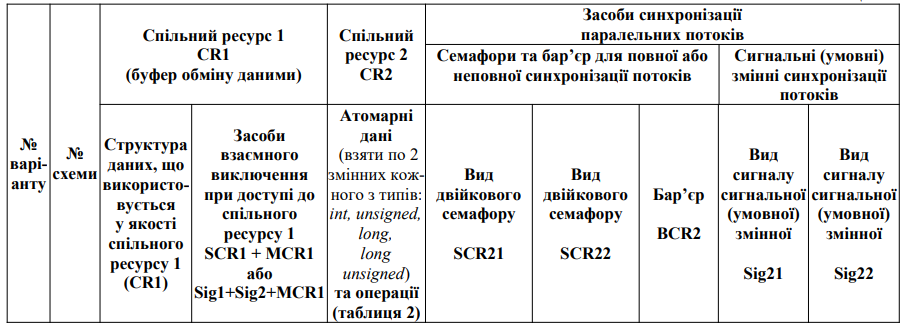 №
варі-
анту
№
схеми
Спільний ресурс 1
CR1
(буфер обміну даними)
Структура
даних, що
використо-
вується
у якості
спільного
ресурсу 1
(CR1)
Засоби
взаємного
виключення
при доступі до
спільного
ресурсу 1
SCR1 + MCR1
або
Sig1+Sig2+MCR1
Спільний
ресурс 2
CR2
Атомарні
дані
(взяти по 2
змінних кож-
ного з типів:
int, unsigned,
long,
long
unsigned)
та операції
(таблиця 2)
Засоби синхронізації
паралельних потоків
Семафори та бар’єр для повної або
неповної синхронізації потоків
Вид
двійкового
семафору
SCR21
Вид
двійкового
семафору
SCR22
Бар’єр
BCR2
Сигнальні (умовні)
змінні синхронізації
потоків
Вид
сигналу
сигнальної
(умовної)
змінної
Sig21
Вид
сигналу
сигнальної
(умовної)
змінної
Sig22